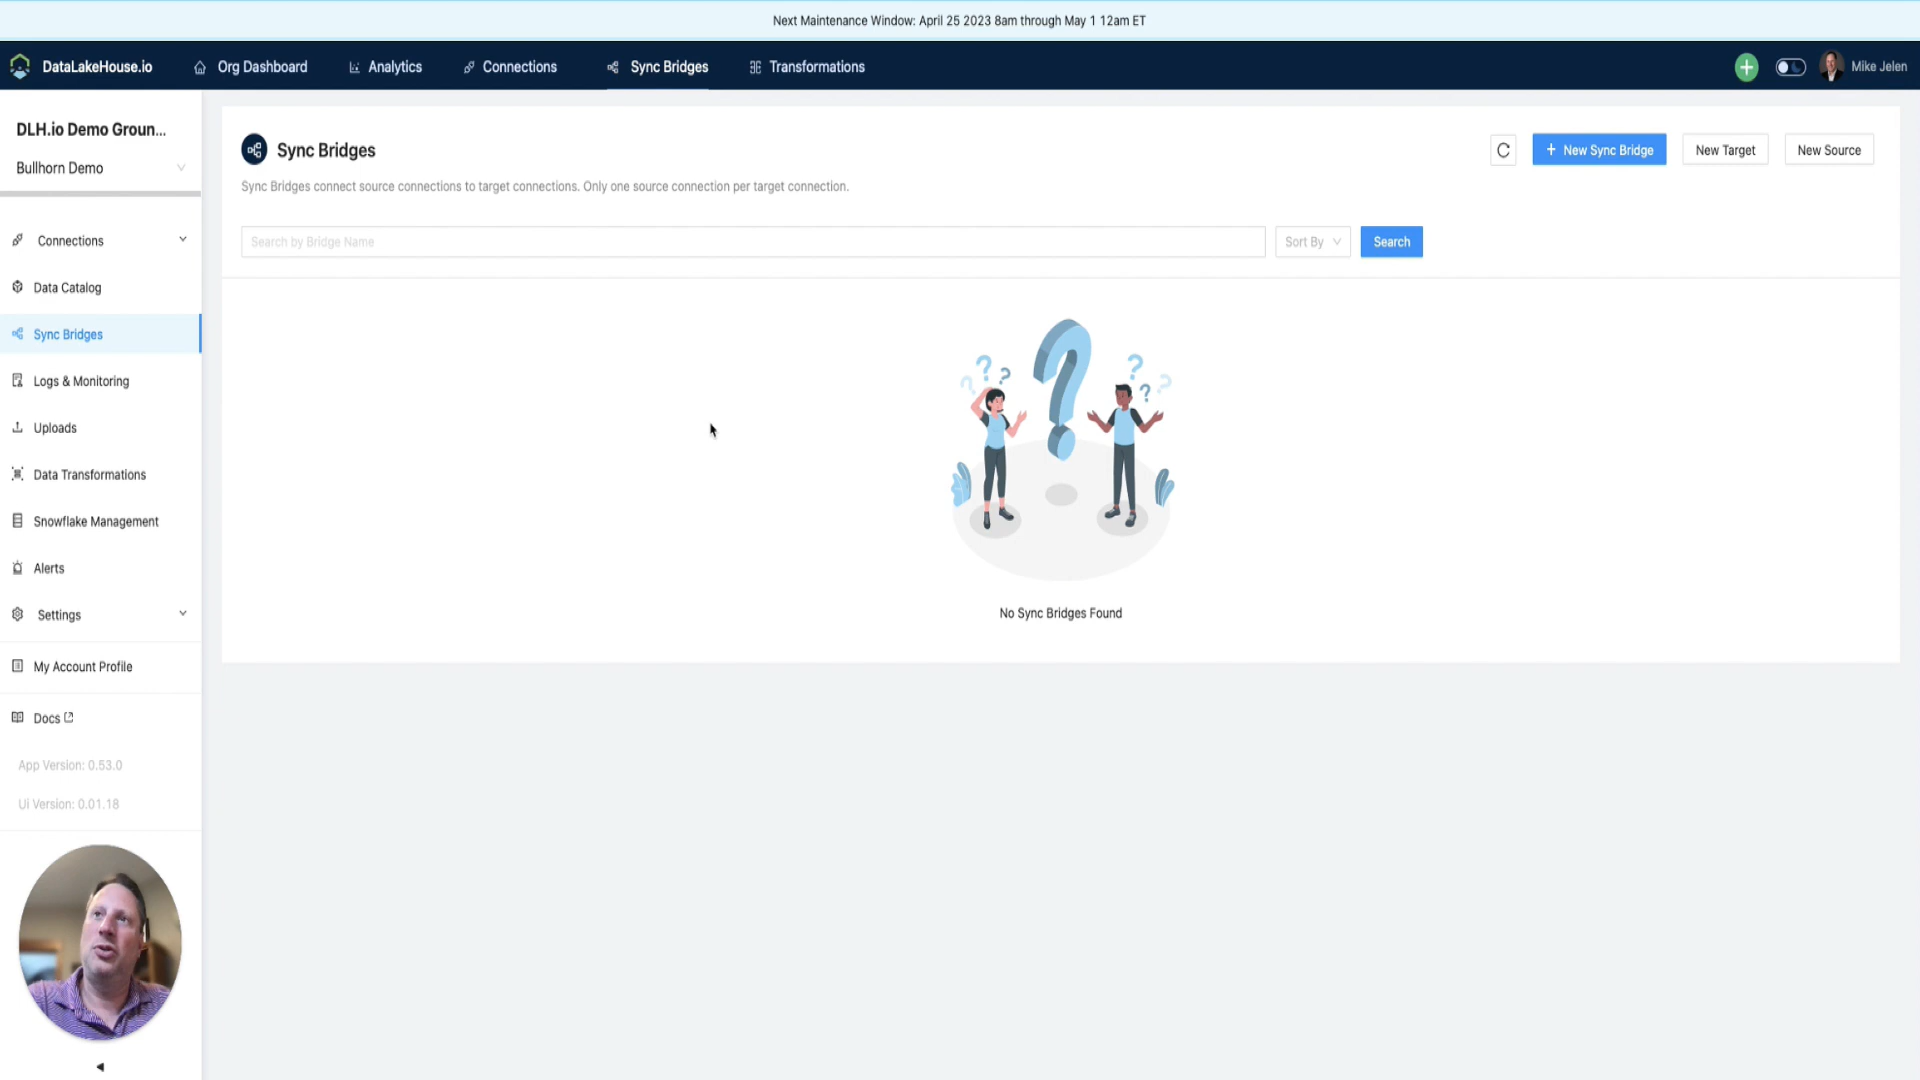 Next Maintenance Window: April 25 2023 8am through May 1 12am ET
DataLakeHouse.io
Org Dashboard
Analytics
Connections
Sync Bridges
Transformations
Mike Jelen
DLH.io Demo Groun...
Bullhorn Demo
Connections
Data Catalog
Sync Bridges
Logs & Monitoring
Uploads
Data Transformations
Snowflake Management
Alerts
Settings
My Account Profile
Docs
App Version: 0.53.0
Ui Version: 0.01.18
Sync Bridges
+ New Sync Bridge
New Target
New Source
Sync Bridges connect source connections to target connections. Only one source connection per target connection.
Search by Bridge Name
Sort By
Search
No Sync Bridges Found